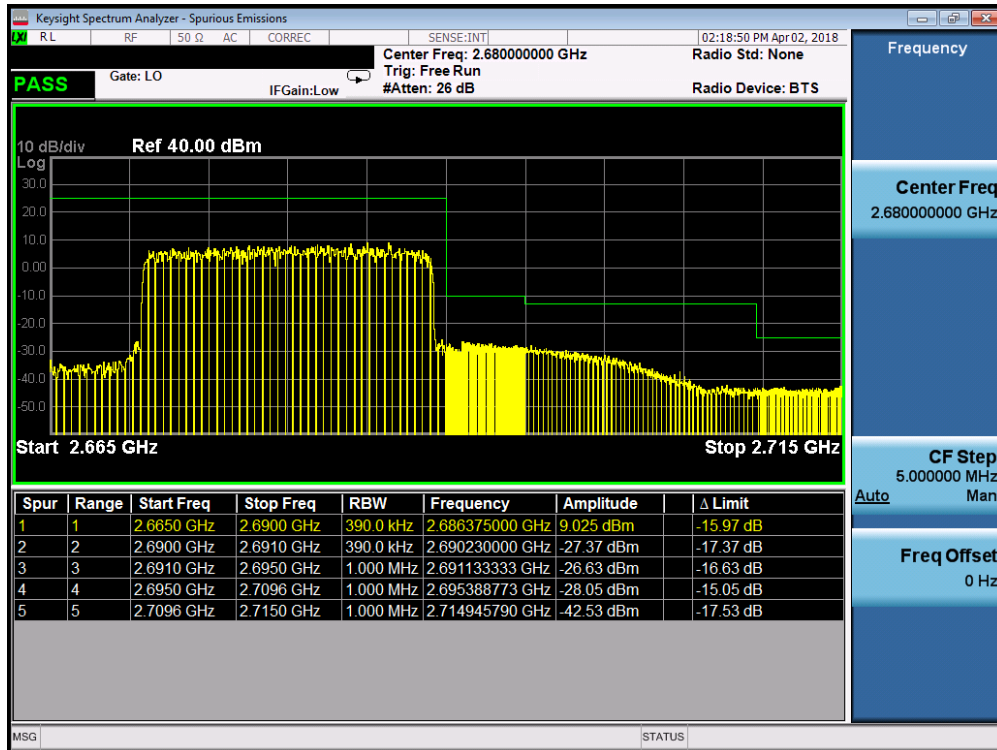 Keysight Spectrum Analyzer - Spurious Emissions
LXI RL RF 50 Ω AC CORREC SENSE:INT 02:18:50 PM Apr 02, 2018
Center Freq: 2.680000000 GHz Radio Std: None
PASS Gate: LO Trig: Free Run
IFGain:Low #Atten: 26 dB Radio Device: BTS
Frequency
10 dB/div Ref 40.00 dBm
Log
30.0
20.0
10.0
0.00
-10.0
-20.0
-30.0
-40.0
-50.0
Start 2.665 GHz Stop 2.715 GHz
Spur Range Start Freq Stop Freq RBW Frequency Amplitude Δ Limit
1 1 2.6650 GHz 2.6900 GHz 390.0 kHz 2.686375000 GHz 9.025 dBm -15.97 dB
2 2 2.6900 GHz 2.6910 GHz 390.0 kHz 2.690230000 GHz -27.37 dBm -17.37 dB
3 3 2.6910 GHz 2.6950 GHz 1.000 MHz 2.691133333 GHz -26.63 dBm -16.63 dB
4 4 2.6950 GHz 2.7096 GHz 1.000 MHz 2.695388773 GHz -28.05 dBm -15.05 dB
5 5 2.7096 GHz 2.7150 GHz 1.000 MHz 2.714945790 GHz -42.53 dBm -17.53 dB
Center Freq
2.680000000 GHz
CF Step
5.000000 MHz
Auto Man
Freq Offset
0 Hz
MSG STATUS